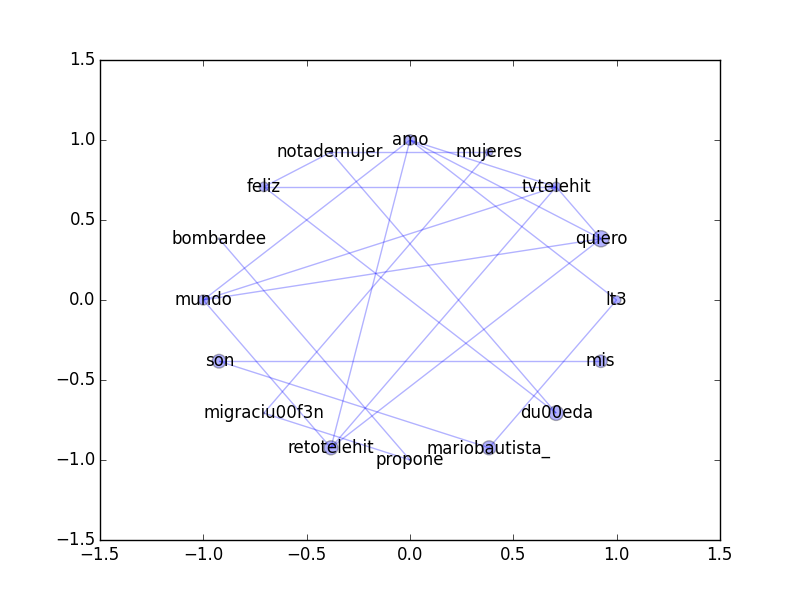 1.5
1.0
amo
notademujer mujeres
feliz tvtelehit
0.5
bombardee quiero
0.0
mundo lt3
son mis
−0.5
migraciu00f3n du00eda
retotelehit mariobautista_
propone
−1.0
−1.5
−1.5 −1.0 −0.5 0.0 0.5 1.0 1.5